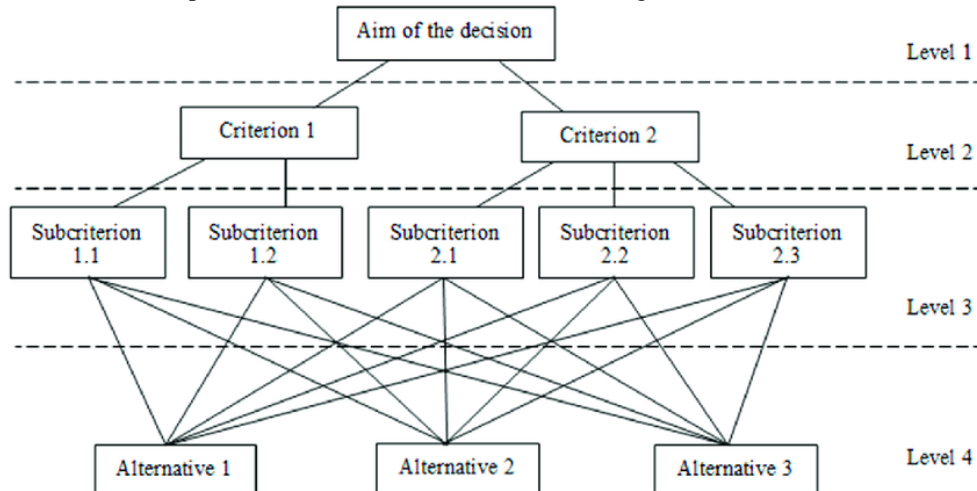 Aim of the decision
Level 1
Criterion 1
Criterion 2
Level 2
Subcriterion
1.1
Subcriterion
1.2
Subcriterion
2.1
Subcriterion
2.2
Subcriterion
2.3
Level 3
Alternative 1
Alternative 2
Alternative 3
Level 4